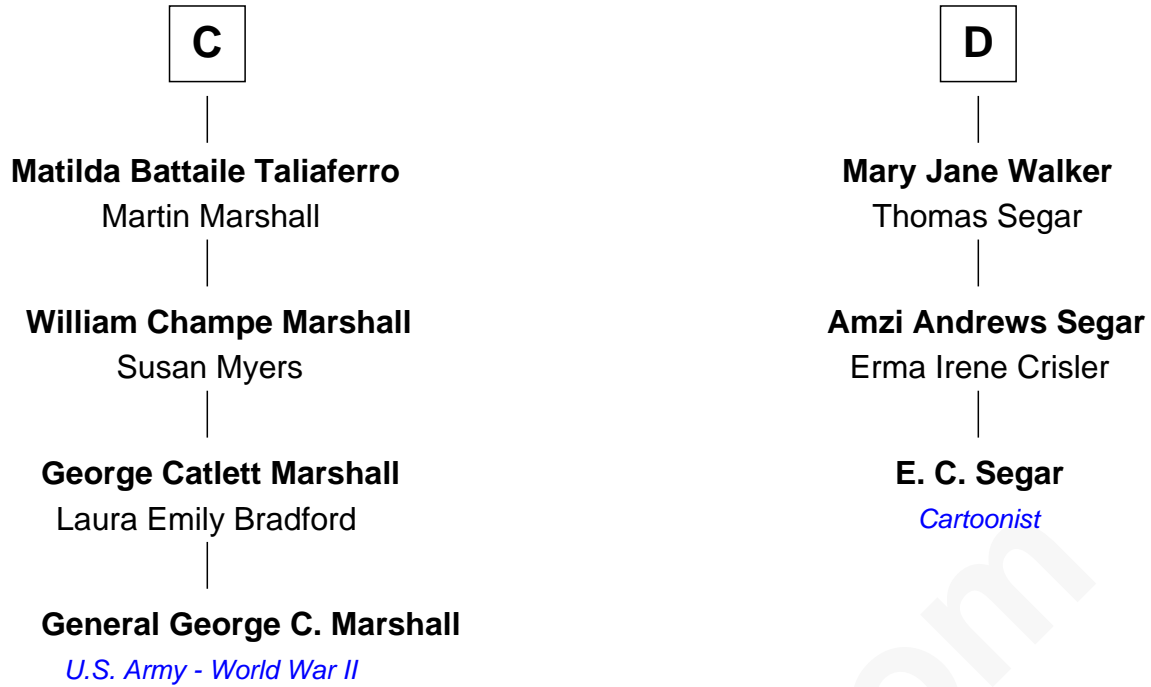 C
Matilda Battaile Taliaferro
Martin Marshall
William Champe Marshall
Susan Myers
George Catlett Marshall
Laura Emily Bradford
General George C. Marshall
U.S. Army - World War II
D
Mary Jane Walker
Thomas Segar
Amzi Andrews Segar
Erma Irene Crisler
E. C. Segar
Cartoonist
om